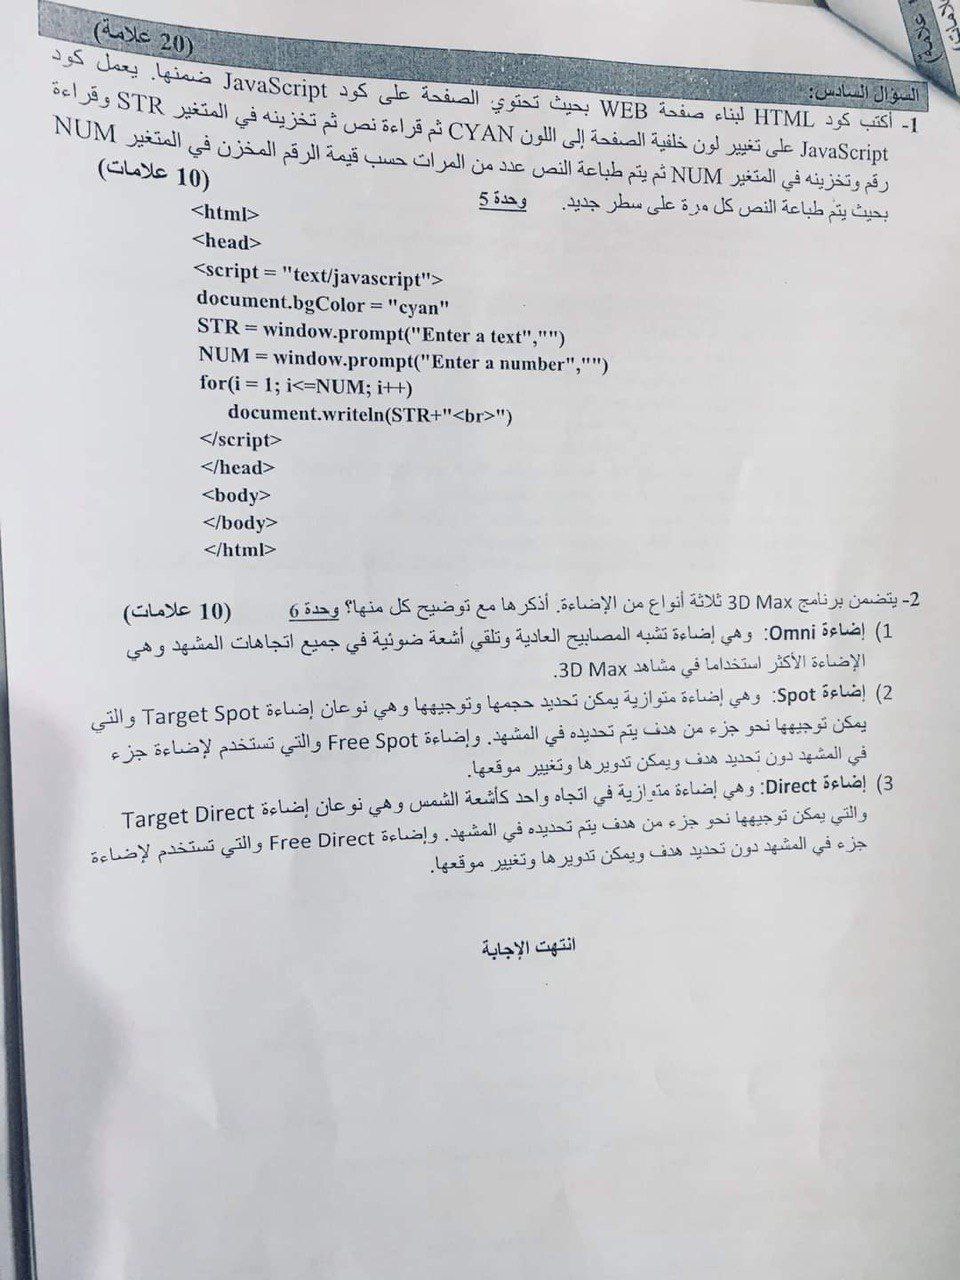 السؤال السادس: (20 علامة)
1- أكتب كود HTML لبناء صفحة WEB بحيث تحتوي الصفحة على كود JavaScript ضمنها. يعمل كود
JavaScript على تغيير لون خلفية الصفحة إلى اللون CYAN ثم قراءة نص ثم تخزينه في المتغير STR وقراءة
رقم وتخزينه في المتغير NUM ثم يتم طباعة النص عدد من المرات حسب قيمة الرقم المخزن في المتغير NUM
بحيث يتم طباعة النص كل مرة على سطر جديد. وحدة 5 (10 علامات)
<html>
<head>
<script = "text/javascript">
document.bgColor = "cyan"
STR = window.prompt("Enter a text","")
NUM = window.prompt("Enter a number","")
for(i = 1; i<=NUM; i++)
document.writeln(STR+"<br>")
</script>
</head>
<body>
</body>
</html>
2- يتضمن برنامج 3D Max ثلاثة أنواع من الإضاءة. أذكرها مع توضيح كل منها؟ وحدة 6 (10 علامات)
1) إضاءة Omni: وهي إضاءة تشبه المصابيح العادية وتلقي أشعة ضوئية في جميع اتجاهات المشهد وهي
الإضاءة الأكثر استخداما في مشاهد 3D Max.
2) إضاءة Spot: وهي إضاءة متوازية يمكن تحديد حجمها وتوجيهها وهي نوعان إضاءة Target Spot والتي
يمكن توجيهها نحو جزء من هدف يتم تحديده في المشهد. وإضاءة Free Spot والتي تستخدم لإضاءة جزء
في المشهد دون تحديد هدف ويمكن تدويرها وتغيير موقعها.
3) إضاءة Direct: وهي إضاءة متوازية في اتجاه واحد كأشعة الشمس وهي نوعان إضاءة Target Direct
والتي يمكن توجيهها نحو جزء من هدف يتم تحديده في المشهد. وإضاءة Free Direct والتي تستخدم لإضاءة
جزء في المشهد دون تحديد هدف ويمكن تدويرها وتغيير موقعها.
انتهت الإجابة